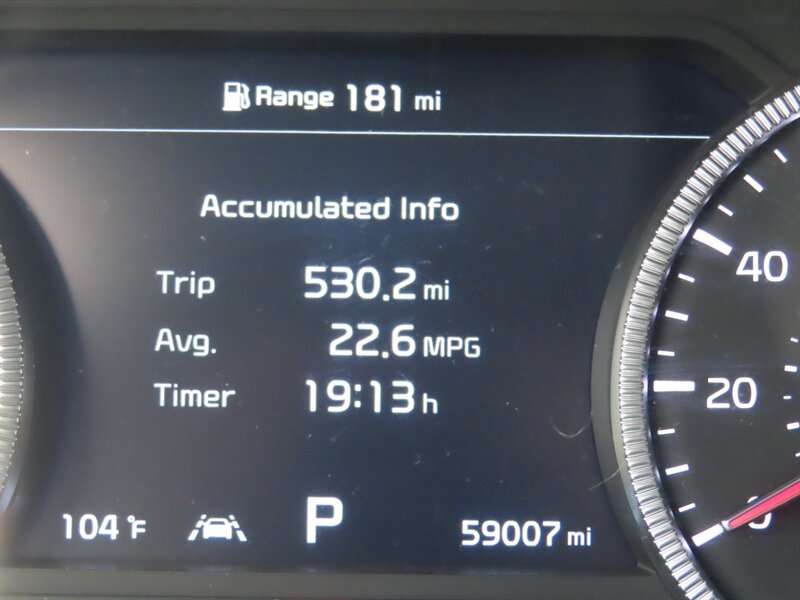 Range 181 mi
Accumulated Info
Trip 530.2 mi
Avg. 22.6 MPG
Timer 19:13 h
104°F P 59007 mi
40
20
0